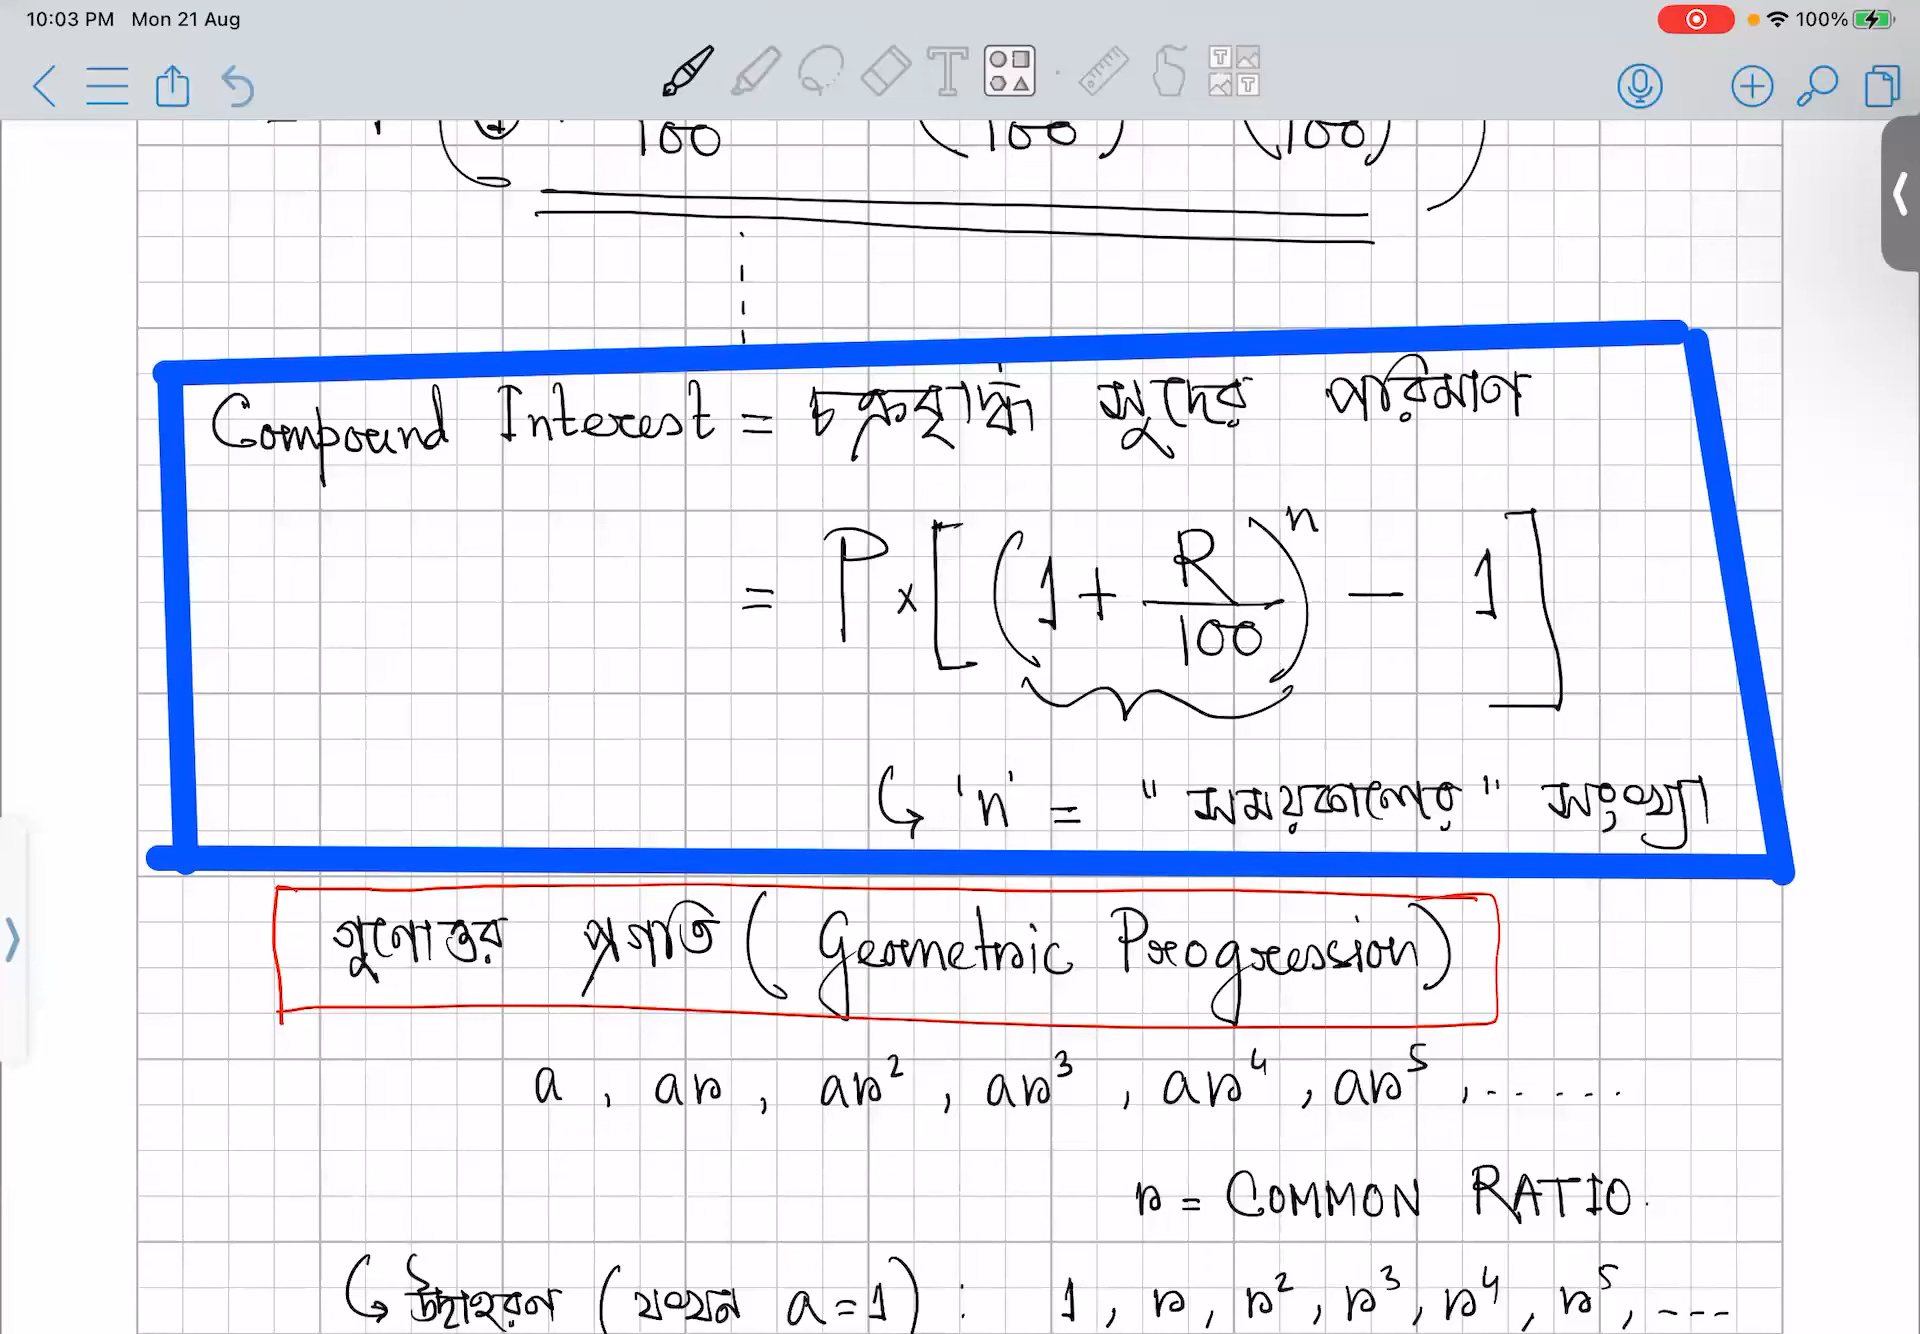 10:03 PM Mon 21 Aug 100%
100 (100) (100)
Compound Interest = চক্রবৃদ্ধি সুদের পরিমাণ
= P × [ (1 + R/100)ⁿ − 1 ]
↪ 'n' = "সময়কালের" সংখ্যা
গুণোত্তর প্রগতি (Geometric Progression)
a , ar , ar² , ar³ , ar⁴ , ar⁵ , ......
r = COMMON RATIO.
↪ উদাহরণ (যখন a = 1) : 1 , r , r² , r³ , r⁴ , r⁵ , ---